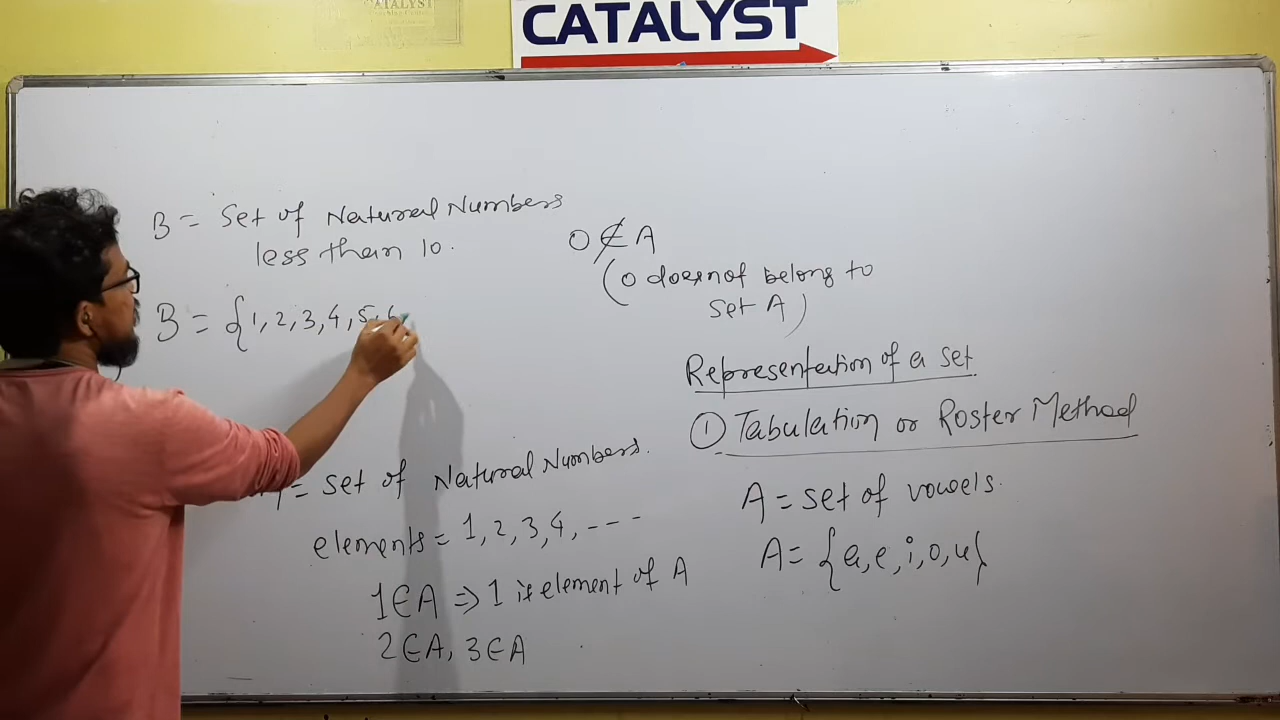 CATALYST
CATALYST
B = Set of Natural Numbers
less than 10.
B = {1, 2, 3, 4, 5, 6
= set of Natural Numbers.
elements = 1, 2, 3, 4, ---
1∈A ⇒ 1 is element of A
2∈A, 3∈A
0 ∉ A
(0 does not belong to
set A)
Representation of a set
① Tabulation or Roster Method
A = set of vowels.
A = {a, e, i, o, u}